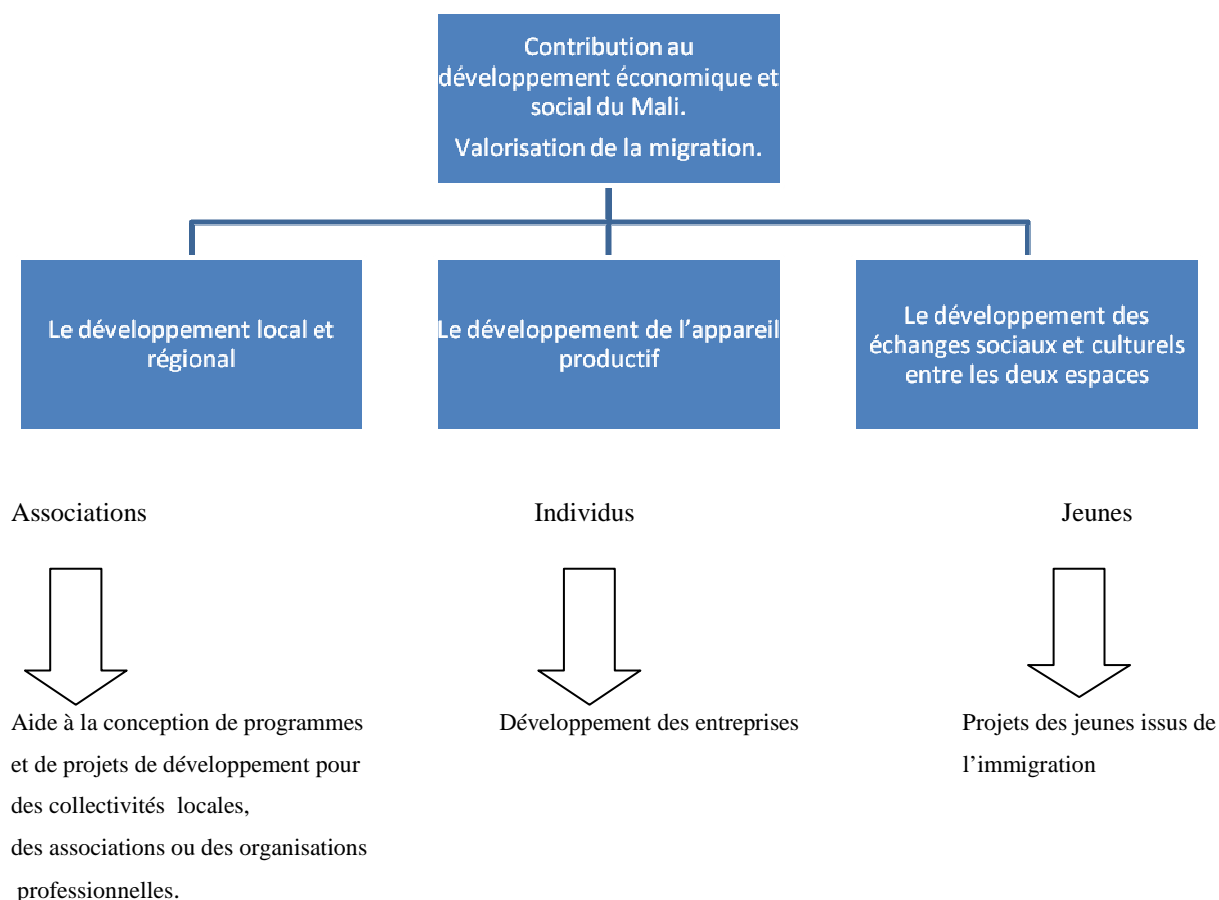 Contribution au
développement économique et
social du Mali.
Valorisation de la migration.
Le développement local et
régional
Le développement de l'appareil
productif
Le développement des
échanges sociaux et culturels
entre les deux espaces
Associations
Individus
Jeunes
Aide à la conception de programmes
et de projets de développement pour
des collectivités locales,
des associations ou des organisations
professionnelles.
Développement des entreprises
Projets des jeunes issus de
l'immigration